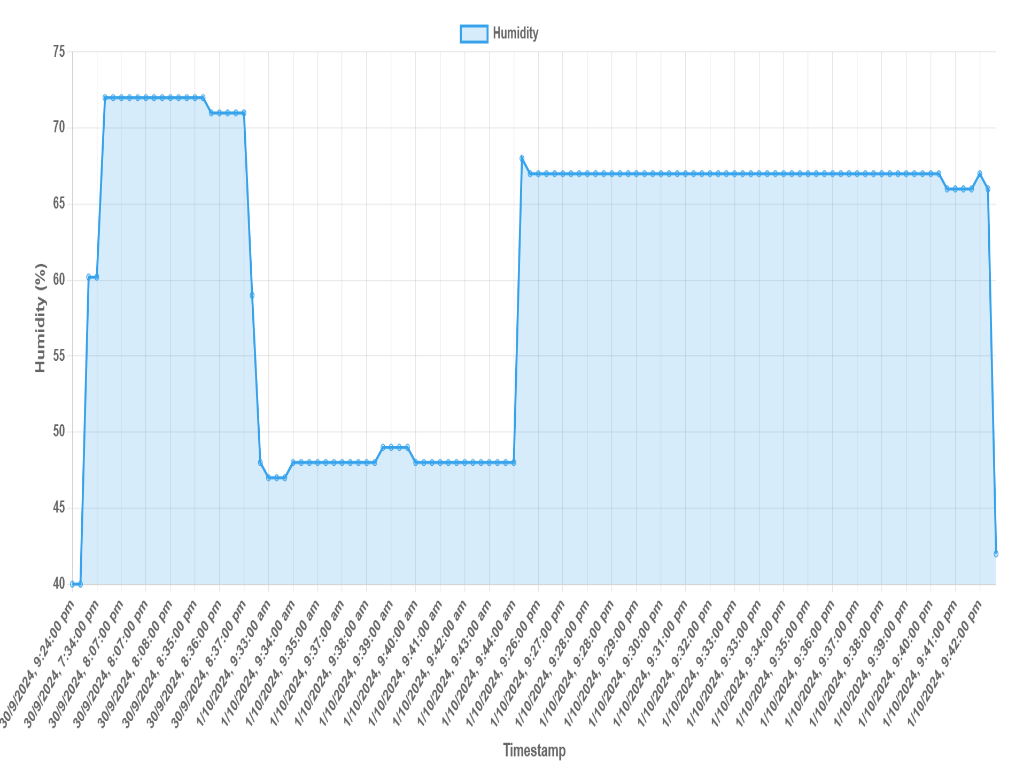 Humidity
75
70
65
60
55
50
45
40
Humidity (%)
30/9/2024, 9:24:00 pm
30/9/2024, 7:34:00 pm
30/9/2024, 8:07:00 pm
30/9/2024, 8:07:00 pm
30/9/2024, 8:08:00 pm
30/9/2024, 8:35:00 pm
30/9/2024, 8:36:00 pm
30/9/2024, 8:37:00 pm
1/10/2024, 9:33:00 am
1/10/2024, 9:34:00 am
1/10/2024, 9:35:00 am
1/10/2024, 9:37:00 am
1/10/2024, 9:38:00 am
1/10/2024, 9:39:00 am
1/10/2024, 9:40:00 am
1/10/2024, 9:41:00 am
1/10/2024, 9:42:00 am
1/10/2024, 9:43:00 am
1/10/2024, 9:44:00 am
1/10/2024, 9:26:00 pm
1/10/2024, 9:27:00 pm
1/10/2024, 9:28:00 pm
1/10/2024, 9:28:00 pm
1/10/2024, 9:29:00 pm
1/10/2024, 9:30:00 pm
1/10/2024, 9:31:00 pm
1/10/2024, 9:32:00 pm
1/10/2024, 9:33:00 pm
1/10/2024, 9:33:00 pm
1/10/2024, 9:34:00 pm
1/10/2024, 9:35:00 pm
1/10/2024, 9:36:00 pm
1/10/2024, 9:37:00 pm
1/10/2024, 9:38:00 pm
1/10/2024, 9:39:00 pm
1/10/2024, 9:40:00 pm
1/10/2024, 9:41:00 pm
1/10/2024, 9:42:00 pm
Timestamp